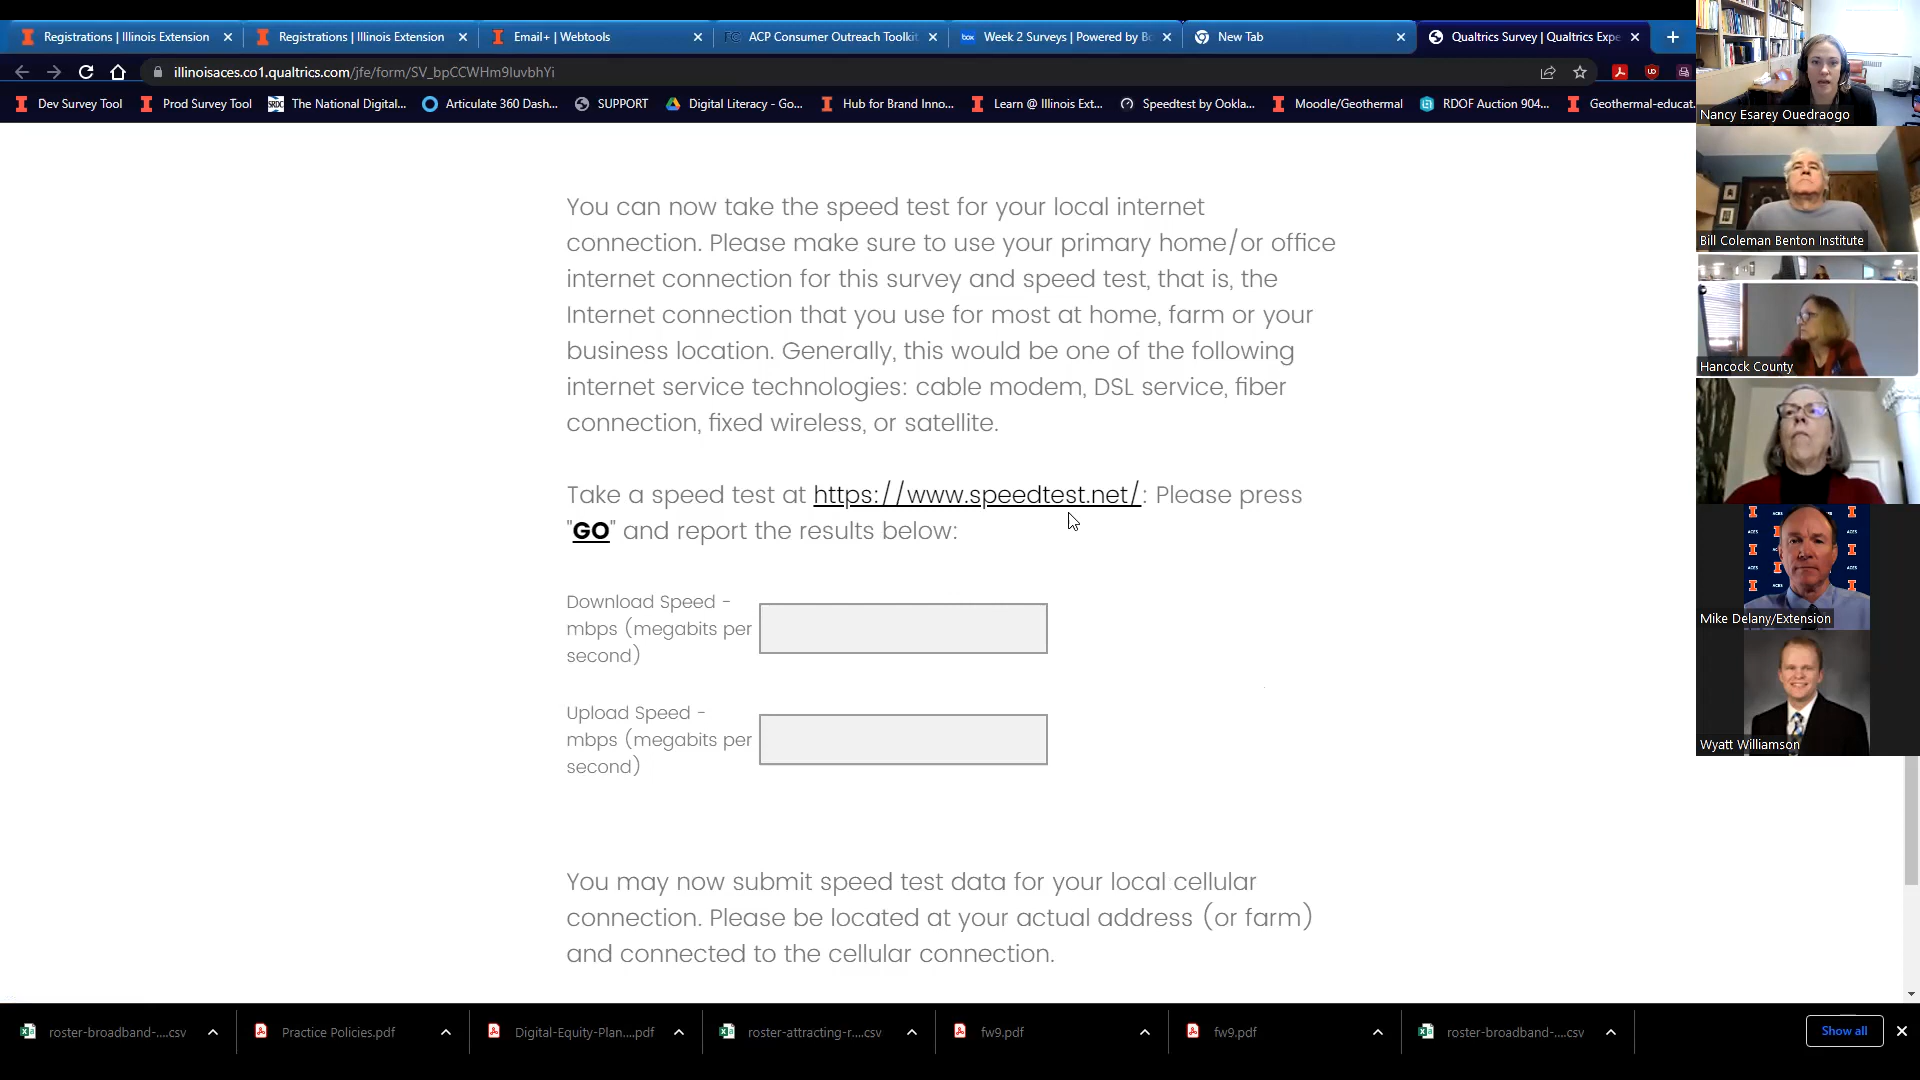 Registrations | Illinois Extension
Registrations | Illinois Extension
Email+ | Webtools
ACP Consumer Outreach Toolkit
Week 2 Surveys | Powered by Bo
New Tab
Qualtrics Survey | Qualtrics Expe
illinoisaces.co1.qualtrics.com/jfe/form/SV_bpCCWHm9IuvbhYi
Dev Survey Tool
Prod Survey Tool
The National Digital...
Articulate 360 Dash...
SUPPORT
Digital Literacy - Go...
Hub for Brand Inno...
Learn @ Illinois Ext...
Speedtest by Ookla...
Moodle/Geothermal
RDOF Auction 904...
Geothermal-educat.
You can now take the speed test for your local internet
connection. Please make sure to use your primary home/or office
internet connection for this survey and speed test, that is, the
Internet connection that you use for most at home, farm or your
business location. Generally, this would be one of the following
internet service technologies: cable modem, DSL service, fiber
connection, fixed wireless, or satellite.
Take a speed test at https://www.speedtest.net/: Please press
"GO" and report the results below:
Download Speed -
mbps (megabits per
second)
Upload Speed -
mbps (megabits per
second)
You may now submit speed test data for your local cellular
connection. Please be located at your actual address (or farm)
and connected to the cellular connection.
Nancy Esarey Ouedraogo
Bill Coleman Benton Institute
Hancock County
Mike Delany/Extension
Wyatt Williamson
roster-broadband-....csv
Practice Policies.pdf
Digital-Equity-Plan....pdf
roster-attracting-r....csv
fw9.pdf
fw9.pdf
roster-broadband-....csv
Show all